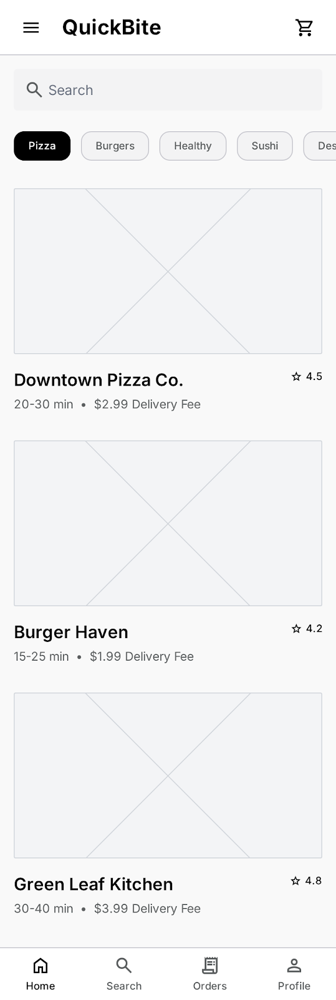 QuickBite
Search
Pizza Burgers Healthy Sushi Des
Downtown Pizza Co. 4.5
20-30 min • $2.99 Delivery Fee
Burger Haven 4.2
15-25 min • $1.99 Delivery Fee
Green Leaf Kitchen 4.8
30-40 min • $3.99 Delivery Fee
Home Search Orders Profile